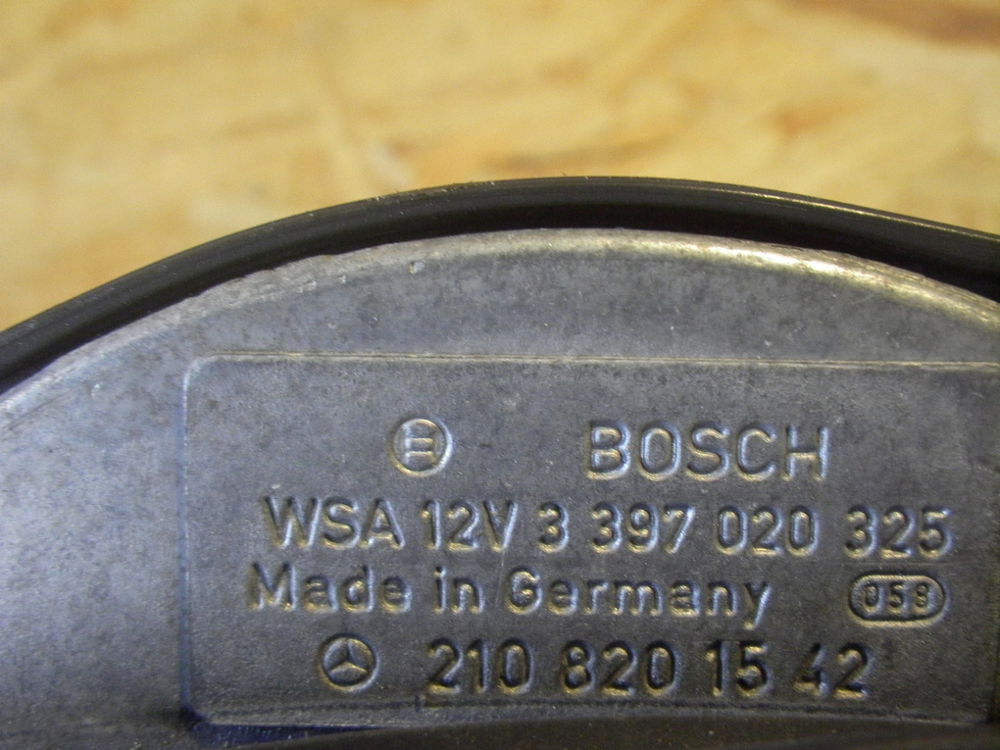 BOSCH
WSA 12V 3 397 020 325
Made in Germany 058
210 820 15 42